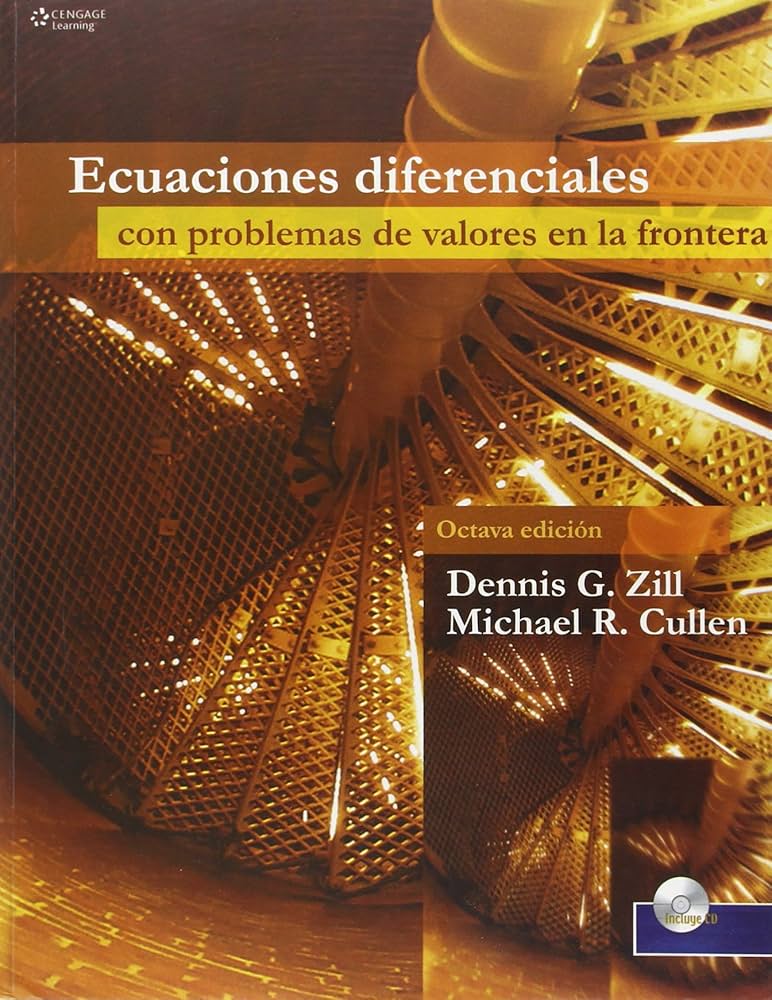 CENGAGE
Learning
Ecuaciones diferenciales
con problemas de valores en la frontera
Octava edición
Dennis G. Zill
Michael R. Cullen
Incluye CD